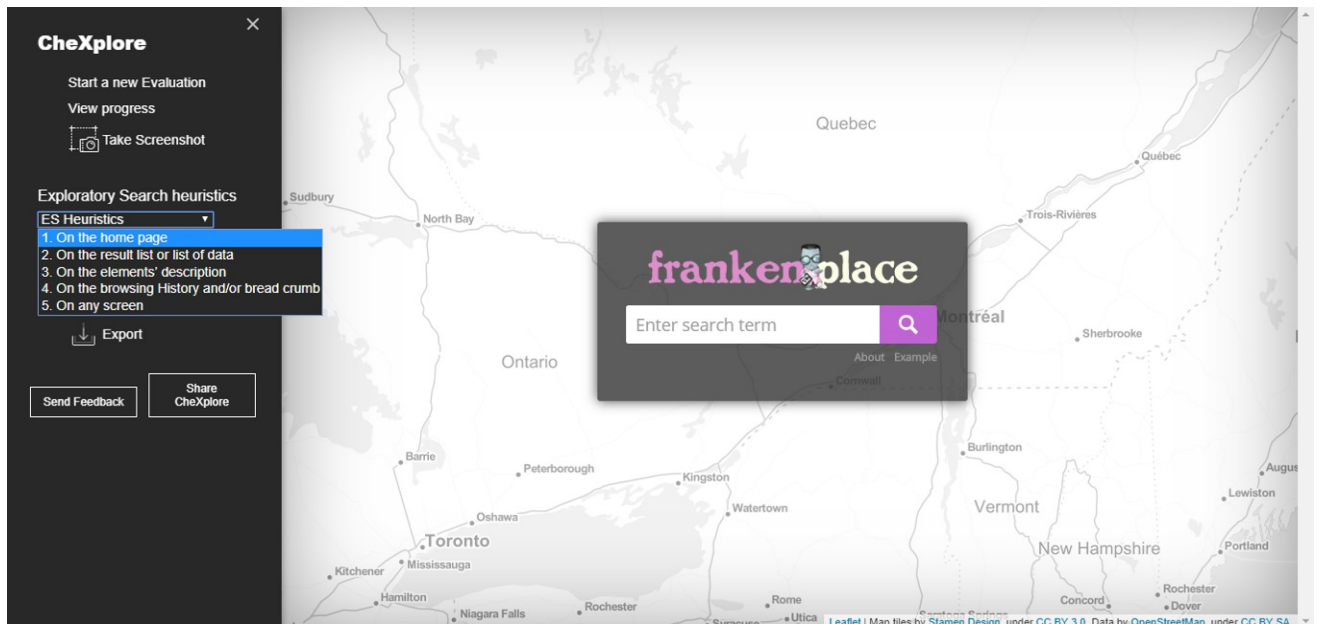 CheXplore
Start a new Evaluation
View progress
Take Screenshot
Exploratory Search heuristics
ES Heuristics
1. On the home page
2. On the result list or list of data
3. On the elements' description
4. On the browsing History and/or bread crumb
5. On any screen
Export
Send Feedback
Share
CheXplore
Quebec
Québec
Sudbury
North Bay
Trois-Rivières
frankenplace
Enter search term
Montréal
Sherbrooke
About Example
Ontario
Cornwall
Burlington
Barrie
Peterborough
Kingston
Augus
Lewiston
Watertown
Vermont
Oshawa
Toronto
New Hampshire
Portland
Mississauga
Kitchener
Rochester
Hamilton
Rome
Concord
Niagara Falls
Rochester
Dover
Utica
Syracuse
Saratoga Springs
Leaflet | Map tiles by Stamen Design, under CC BY 3.0. Data by OpenStreetMap, under CC BY SA